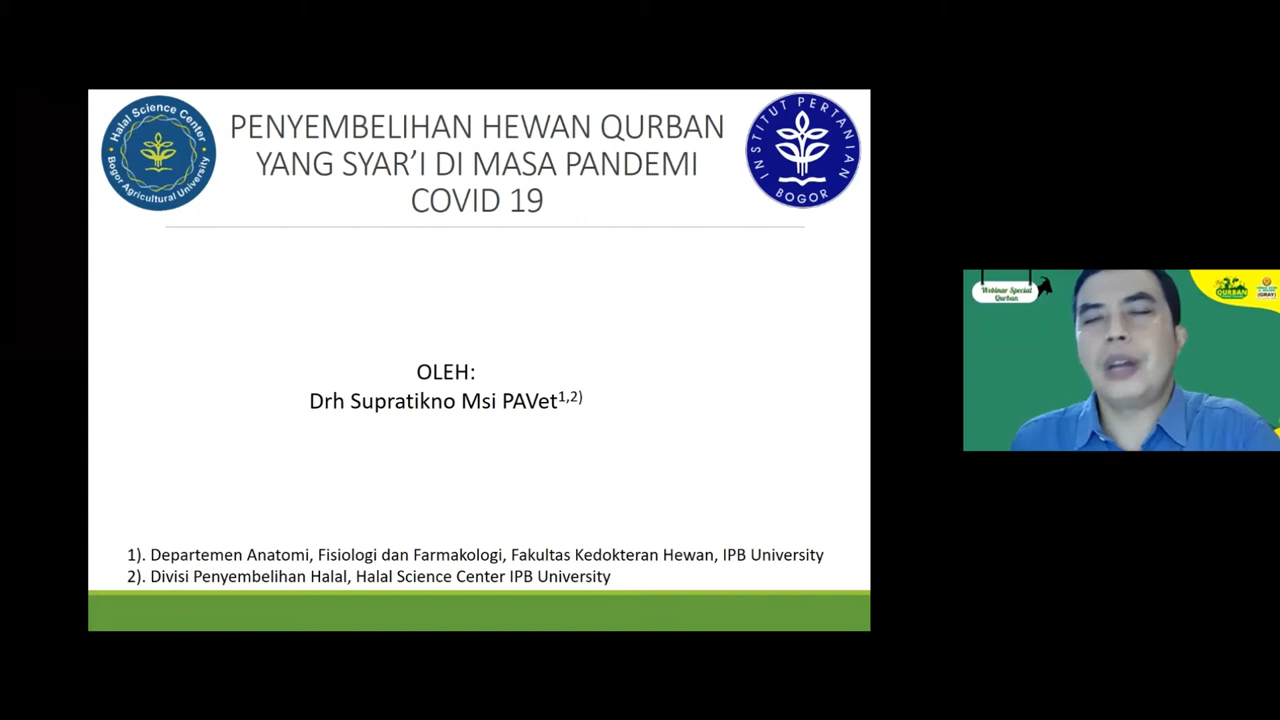 Halal Science Center
Bogor Agricultural University
PENYEMBELIHAN HEWAN QURBAN
YANG SYAR'I DI MASA PANDEMI
COVID 19
INSTITUT PERTANIAN
BOGOR
OLEH:
Drh Supratikno Msi PAVet1,2)
1). Departemen Anatomi, Fisiologi dan Farmakologi, Fakultas Kedokteran Hewan, IPB University
2). Divisi Penyembelihan Halal, Halal Science Center IPB University
Webinar Special
Qurban
QURBAN
(GRAY)